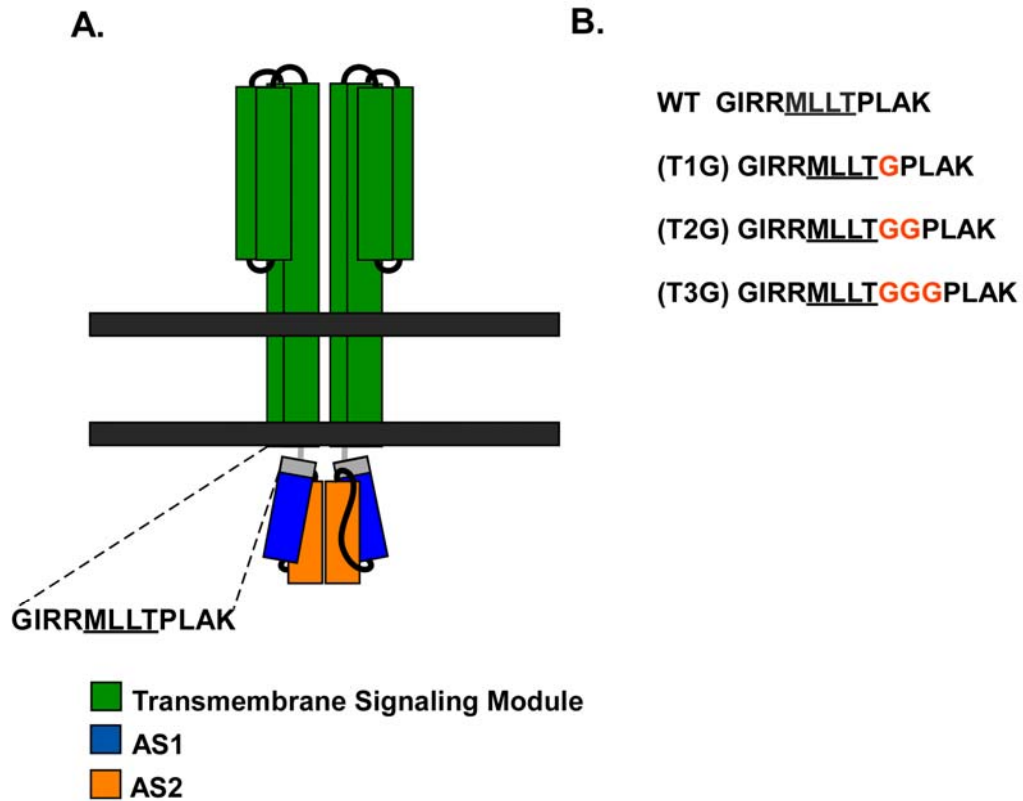 A.
B.
WT GIRRMLLTPLAK
(T1G) GIRRMLLTGPLAK
(T2G) GIRRMLLTGGPLAK
(T3G) GIRRMLLTGGGPLAK
GIRRMLLTPLAK
Transmembrane Signaling Module
AS1
AS2